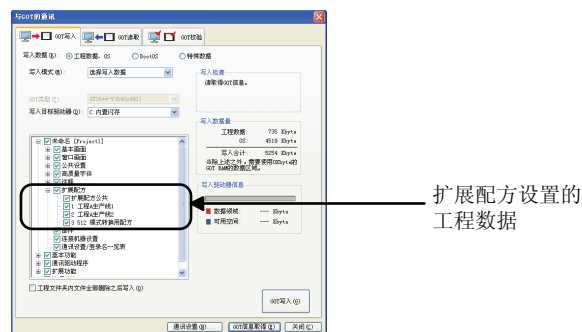 与GOT的通讯
GOT写入
GOT读取
GOT校验
写入数据(K): 工程数据、OS BootOS 特殊数据
写入模式(M): 选择写入数据
写入检查
请取得GOT信息。
写入目标驱动器(D): C:内置闪存
写入数据量
工程数据: 735 Kbyte
OS: 4519 Kbyte
写入合计: 5254 Kbyte
未命名 [Project1]
基本画面
窗口画面
公共设置
高质量字体
扩展配方
扩展配方公共
1 工程A生产线1
2 工程A生产线2
3 512 模式转换用配方
部件
连接机器设置
通讯设置/登录名一览表
基本功能
通讯驱动程序
扩展功能
写入驱动器信息
数据领域: --- Kbyte
可用空间: --- Kbyte
扩展配方设置的
工程数据
工程文件夹内文件全部删除之后写入(Q)
GOT写入(G)
通讯设置(N)... GOT信息取得(E) 关闭(C)